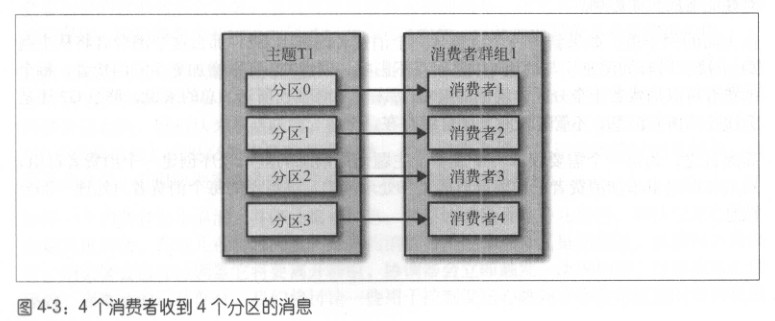 主题T1 消费者群组1
分区0 消费者1
分区1 消费者2
分区2 消费者3
分区3 消费者4
图 4-3：4 个消费者收到 4 个分区的消息